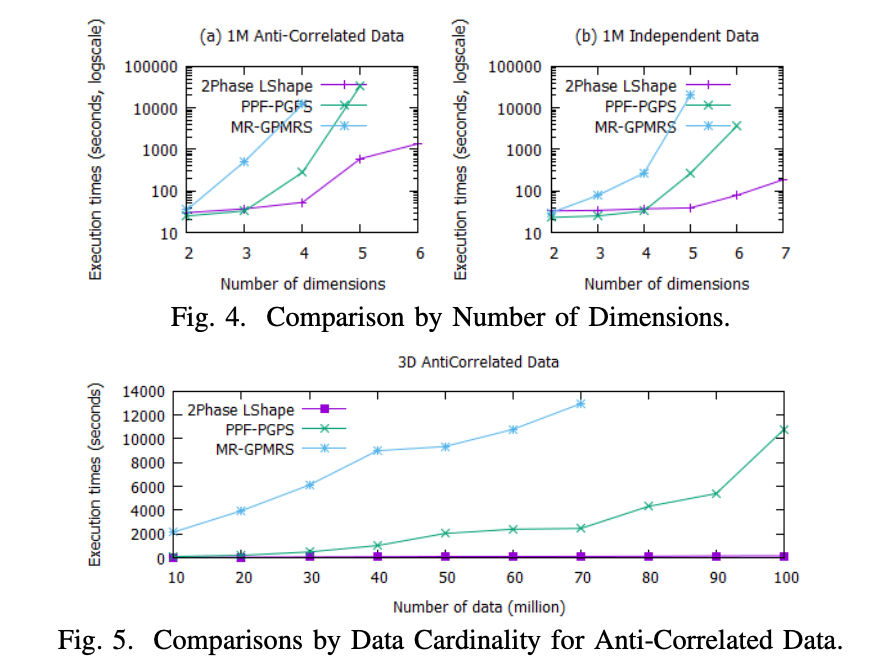 (a) 1M Anti-Correlated Data
Execution times (seconds, logscale)
100000
10000
1000
100
10
2Phase LShape
PPF-PGPS
MR-GPMRS
2 3 4 5 6
Number of dimensions
(b) 1M Independent Data
Execution times (seconds, logscale)
100000
10000
1000
100
10
2Phase LShape
PPF-PGPS
MR-GPMRS
2 3 4 5 6 7
Number of dimensions
Fig. 4. Comparison by Number of Dimensions.
3D AntiCorrelated Data
Execution times (seconds)
14000
12000
10000
8000
6000
4000
2000
0
2Phase LShape
PPF-PGPS
MR-GPMRS
10 20 30 40 50 60 70 80 90 100
Number of data (million)
Fig. 5. Comparisons by Data Cardinality for Anti-Correlated Data.